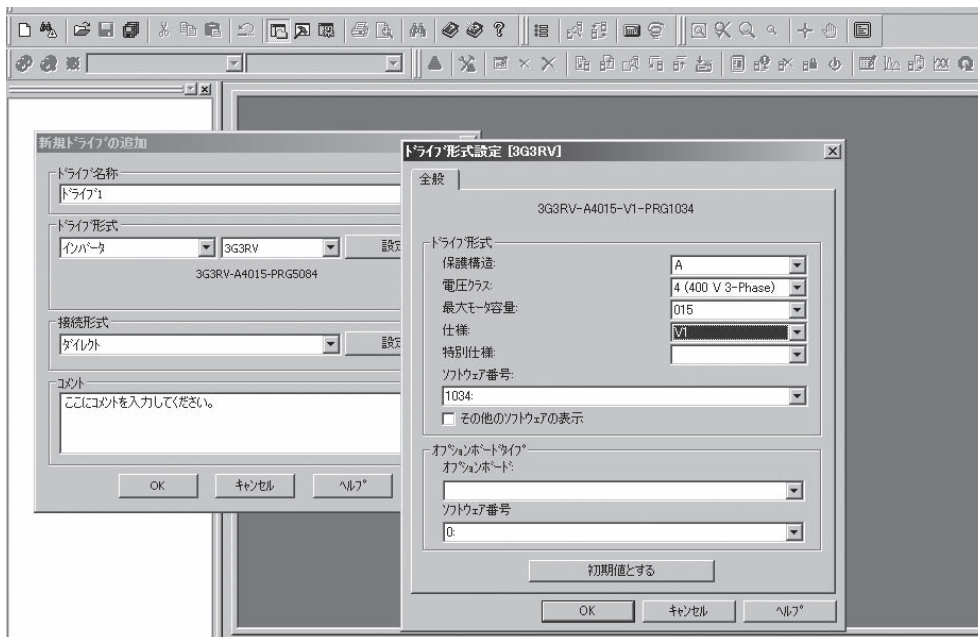 新規ドライブの追加
ドライブ名称
ドライブ1
ドライブ形式
インバータ
3G3RV
設定
3G3RV-A4015-PRG5084
接続形式
ダイレクト
設定
コメント
ここにコメントを入力してください。
OK
キャンセル
ヘルプ
ドライブ形式設定 [3G3RV]
全般
3G3RV-A4015-V1-PRG1034
ドライブ形式
保護構造:
A
電圧クラス:
4 (400 V 3-Phase)
最大モータ容量:
015
仕様:
V1
特別仕様:
ソフトウェア番号:
1034:
その他のソフトウェアの表示
オプションボードタイプ
オプションボード:
ソフトウェア番号
0:
初期値とする
OK
キャンセル
ヘルプ